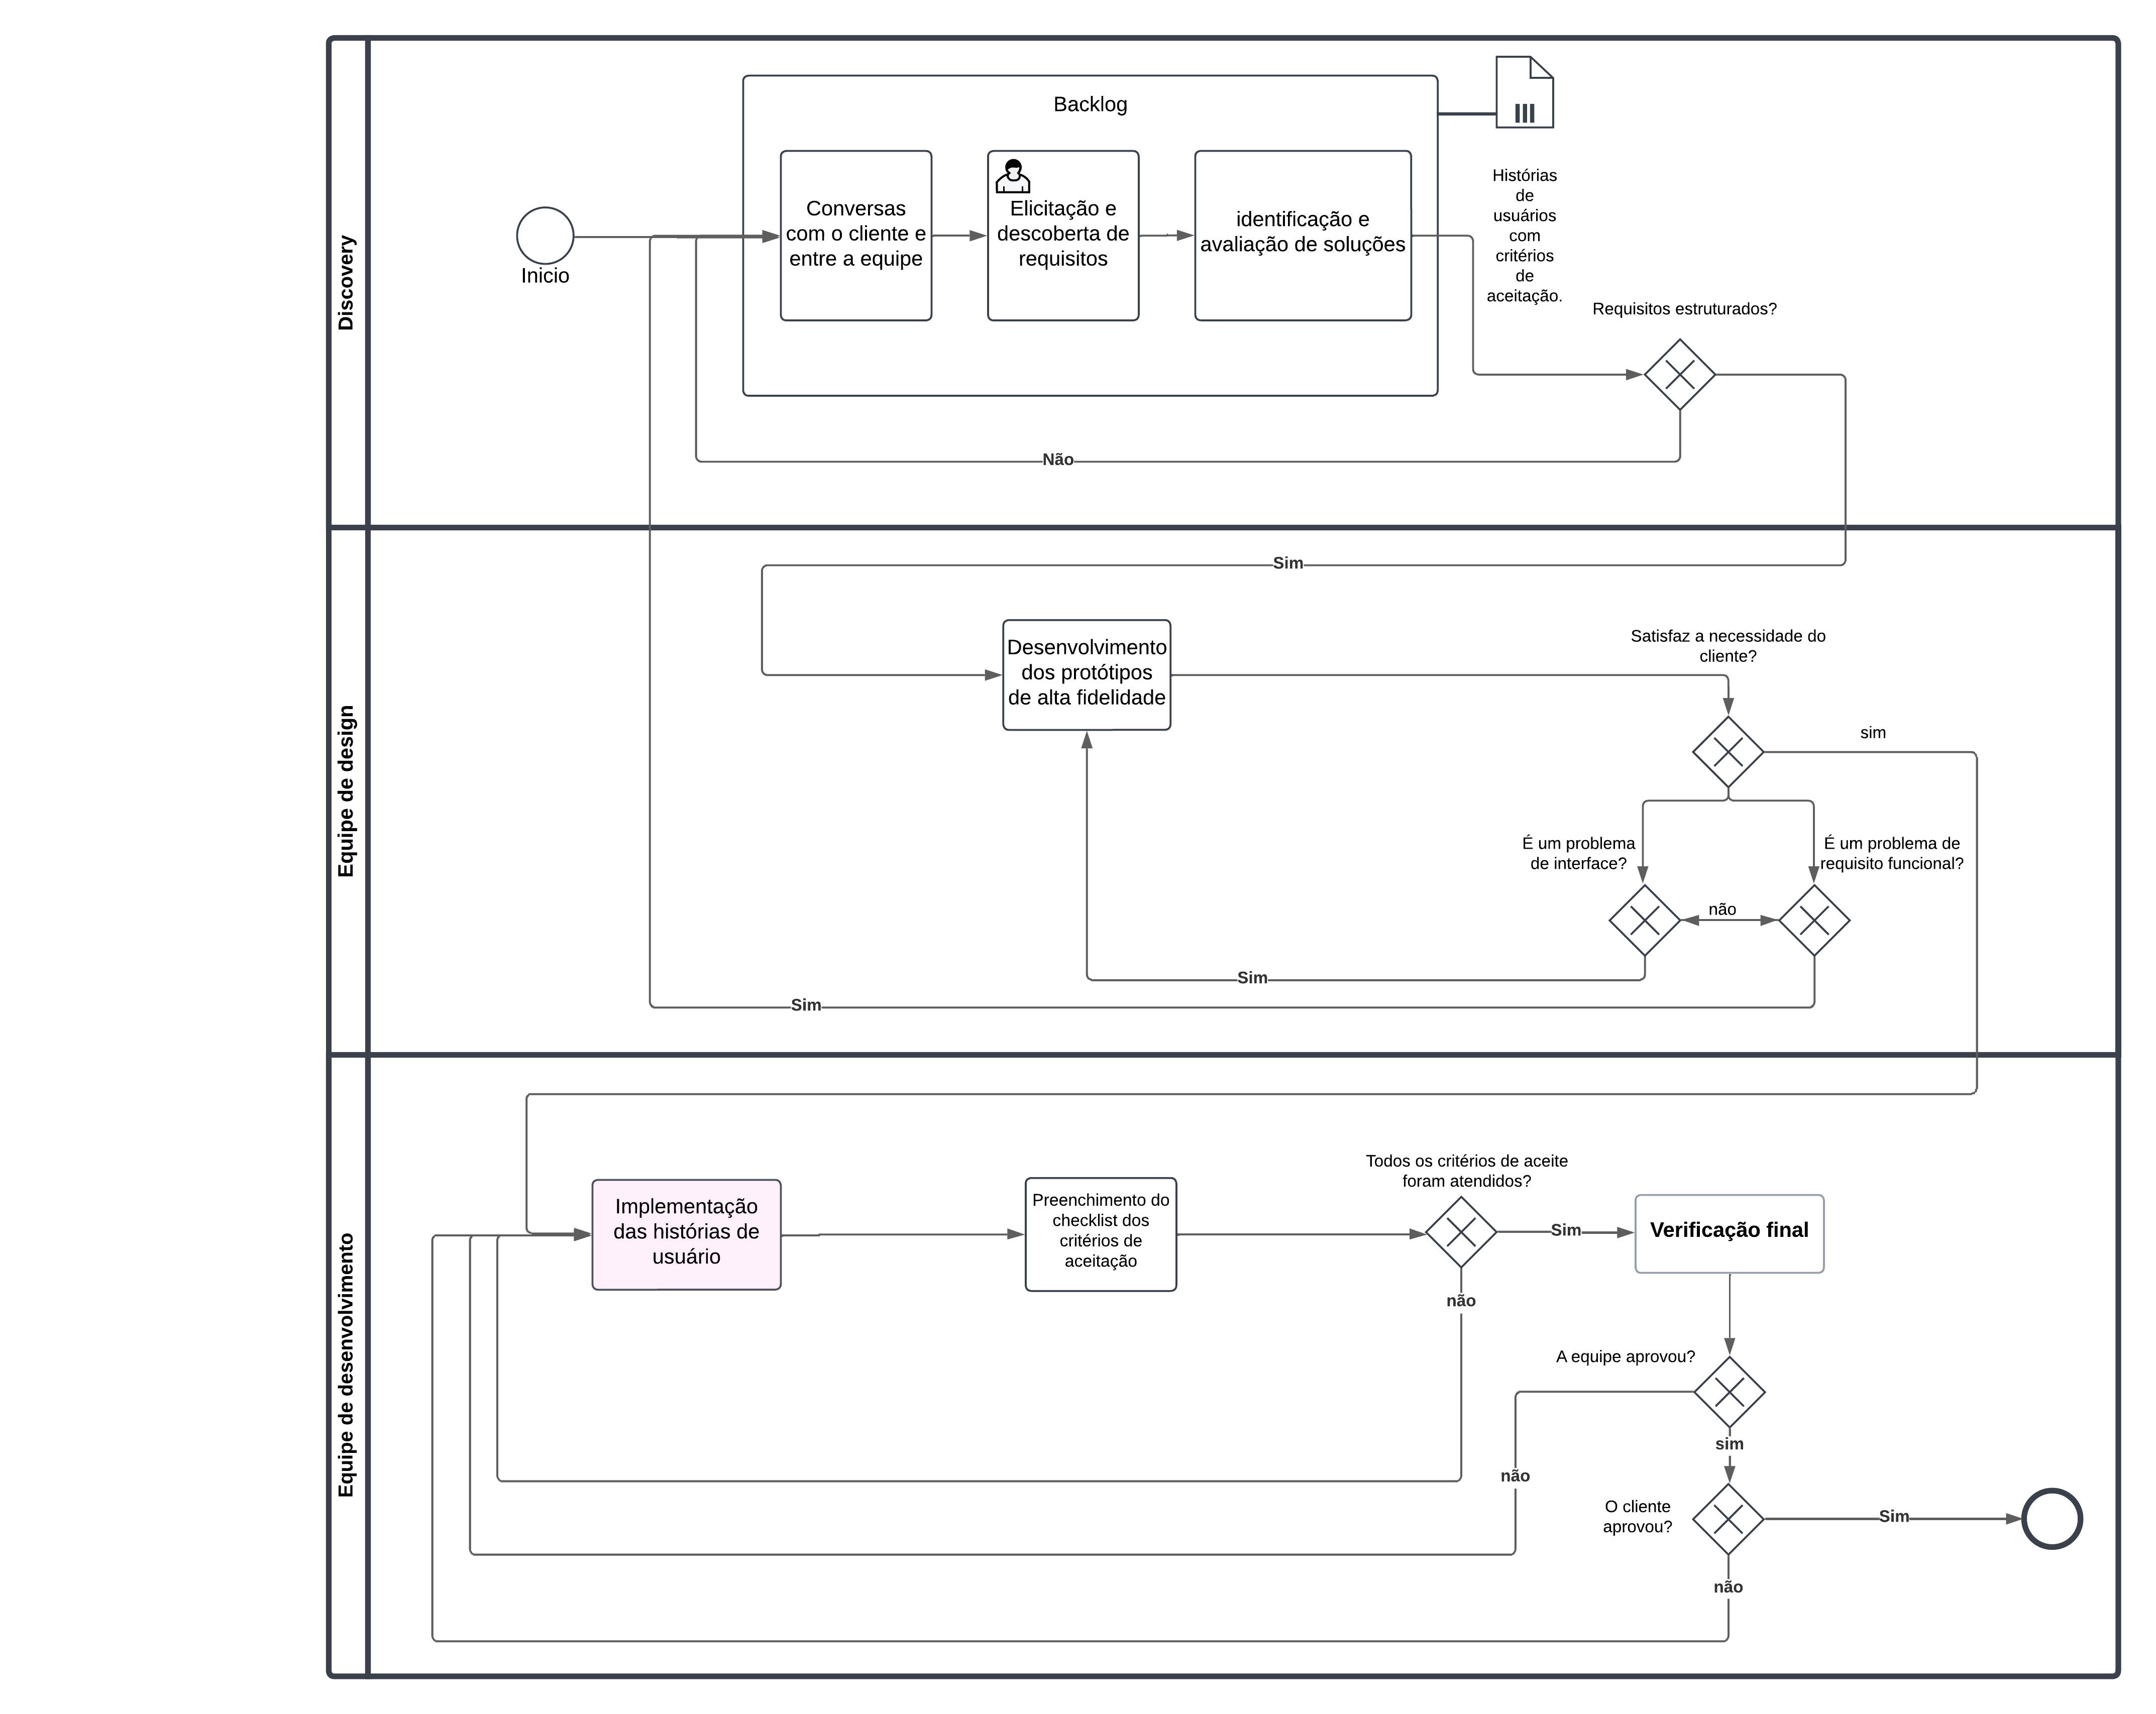 Discovery
Backlog
Conversas
com o cliente e
entre a equipe
Elicitação e
descoberta de
requisitos
identificação e
avaliação de soluções
Inicio
Histórias
de
usuários
com
critérios
de
aceitação.
Requisitos estruturados?
Não
Equipe de design
Sim
Desenvolvimento
dos protótipos
de alta fidelidade
Satisfaz a necessidade do
cliente?
sim
É um problema
de interface?
É um problema de
requisito funcional?
não
Sim
Sim
Equipe de desenvolvimento
Implementação
das histórias de
usuário
Preenchimento do
checklist dos
critérios de
aceitação
Todos os critérios de aceite
foram atendidos?
Sim
Verificação final
não
A equipe aprovou?
sim
não
O cliente
aprovou?
Sim
não